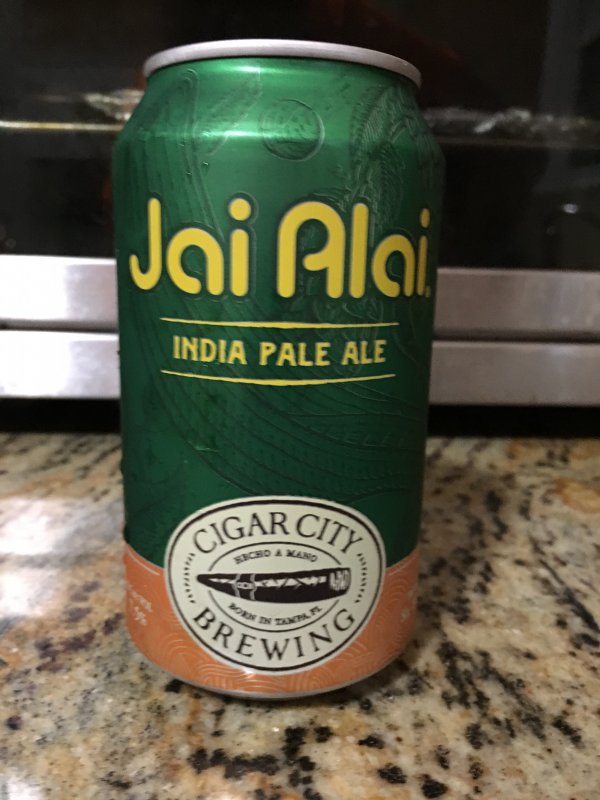 Jai Alai
INDIA PALE ALE
CIGAR CITY
HECHO A MANO
BORN IN TAMPA, FL
BREWING